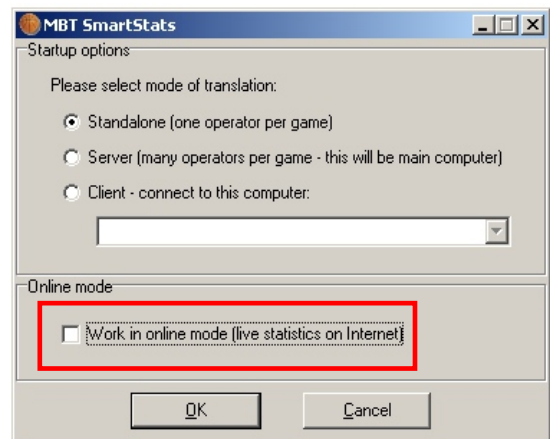 MBT SmartStats
Startup options
Please select mode of translation:
Standalone (one operator per game)
Server (many operators per game - this will be main computer)
Client - connect to this computer:
Online mode
Work in online mode (live statistics on Internet)
OK Cancel